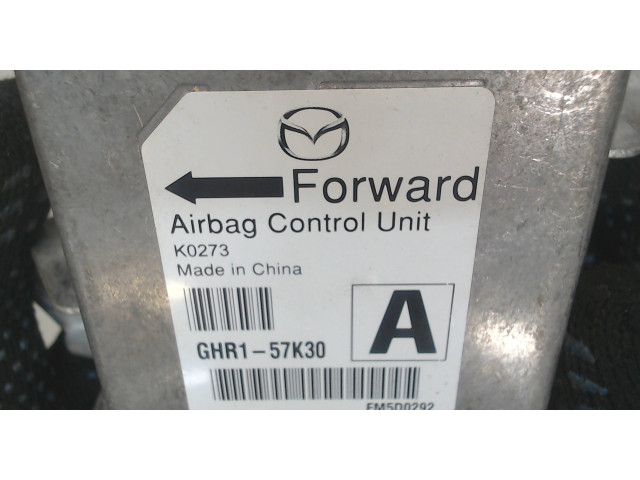 Forward
Airbag Control Unit
K0273
Made in China
A
GHR1-57K30
EM5D0292